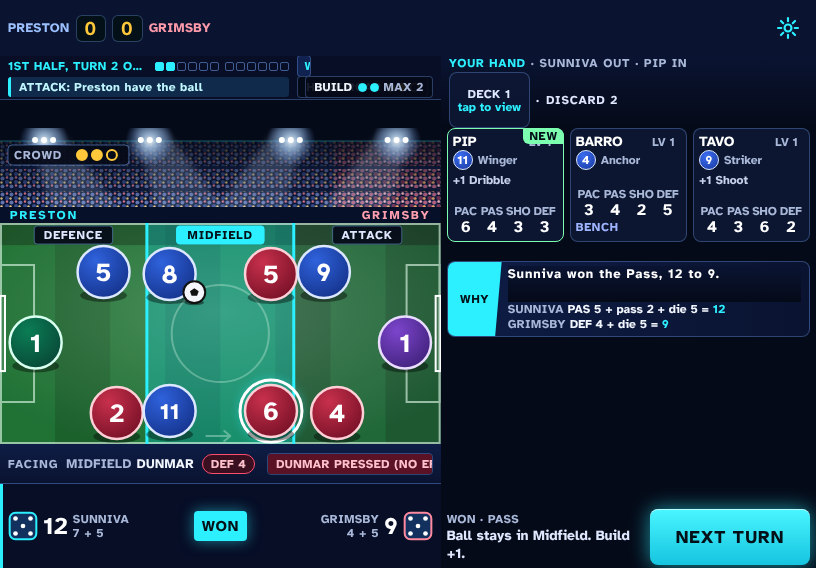 PRESTON 0 0 GRIMSBY
1ST HALF, TURN 2 O...
ATTACK: Preston have the ball
BUILD MAX 2
CROWD
PRESTON GRIMSBY
DEFENCE MIDFIELD ATTACK
5 8 5 9
1 1
2 11 6 4
FACING MIDFIELD DUNMAR DEF 4 DUNMAR PRESSED (NO
12 SUNNIVA
7 + 5
WON
GRIMSBY
4 + 5
9
YOUR HAND · SUNNIVA OUT · PIP IN
DECK 1
tap to view
· DISCARD 2
NEW
PIP
11 Winger
+1 Dribble
PAC PAS SHO DEF
6 4 3 3
BARRO LV 1
4 Anchor
PAC PAS SHO DEF
3 4 2 5
BENCH
TAVO LV 1
9 Striker
+1 Shoot
PAC PAS SHO DEF
4 3 6 2
WHY
Sunniva won the Pass, 12 to 9.
SUNNIVA PAS 5 + pass 2 + die 5 = 12
GRIMSBY DEF 4 + die 5 = 9
WON · PASS
Ball stays in Midfield. Build
+1.
NEXT TURN